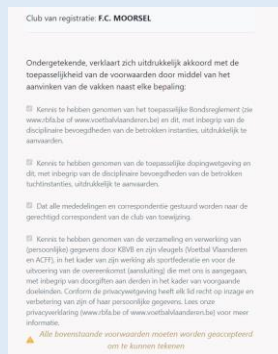 Club van registratie: F.C. MOORSEL
Ondergetekende, verklaart zich uitdrukkelijk akkoord met de
toepasselijkheid van de voorwaarden door middel van het
aanvinken van de vakken naast elke bepaling:
Kennis te hebben genomen van het toepasselijke Bondsreglement (zie
www.rbfa.be of www.voetbalvlaanderen.be) en dit, met inbegrip van de
disciplinaire bevoegdheden van de betrokken instanties, uitdrukkelijk te
aanvaarden.
Kennis te hebben genomen van de toepasselijke dopingwetgeving en
dit, met inbegrip van de disciplinaire bevoegdheden van de betrokken
tuchtinstanties, uitdrukkelijk te aanvaarden.
Dat alle mededelingen en correspondentie gestuurd worden naar de
gerechtigd correspondent van de club van toewijzing.
Kennis te hebben genomen van de verzameling en verwerking van
(persoonlijke) gegevens door KBVB en zijn vleugels (Voetbal Vlaanderen
en ACFF), in het kader van zijn werking als sportfederatie en voor de
uitvoering van de overeenkomst (aansluiting) die met ons is aangegaan,
met inbegrip van doorgiften aan derden in het kader van voorgaande
doeleinden. Conform de privacywetgeving heeft elk lid recht op inzage en
verbetering van zijn of haar persoonlijke gegevens. Lees onze
privacyverklaring (www.rbfa.be of www.voetbalvlaanderen.be) voor meer
informatie.
Alle bovenstaande voorwaarden moeten worden geaccepteerd
om te kunnen tekenen